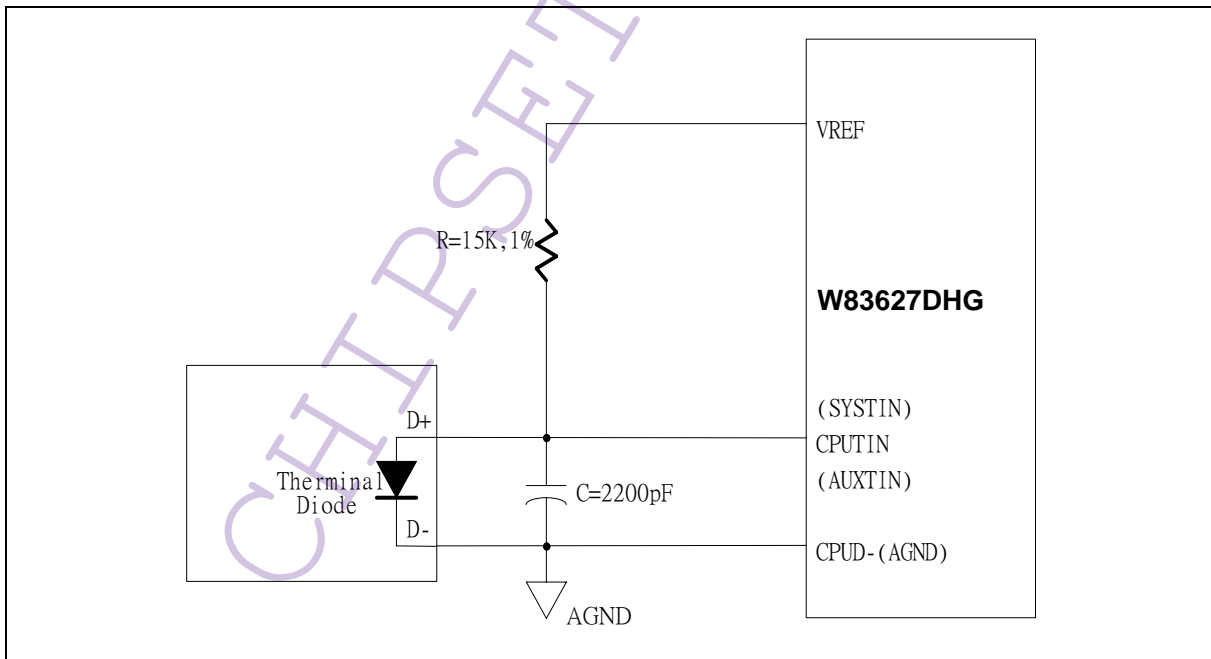 CHIPSET
VREF
R=15K,1%
W83627DHG
(SYSTIN)
D+
CPUTIN
Therminal
Diode
(AUXTIN)
C=2200pF
D-
CPUD-(AGND)
AGND